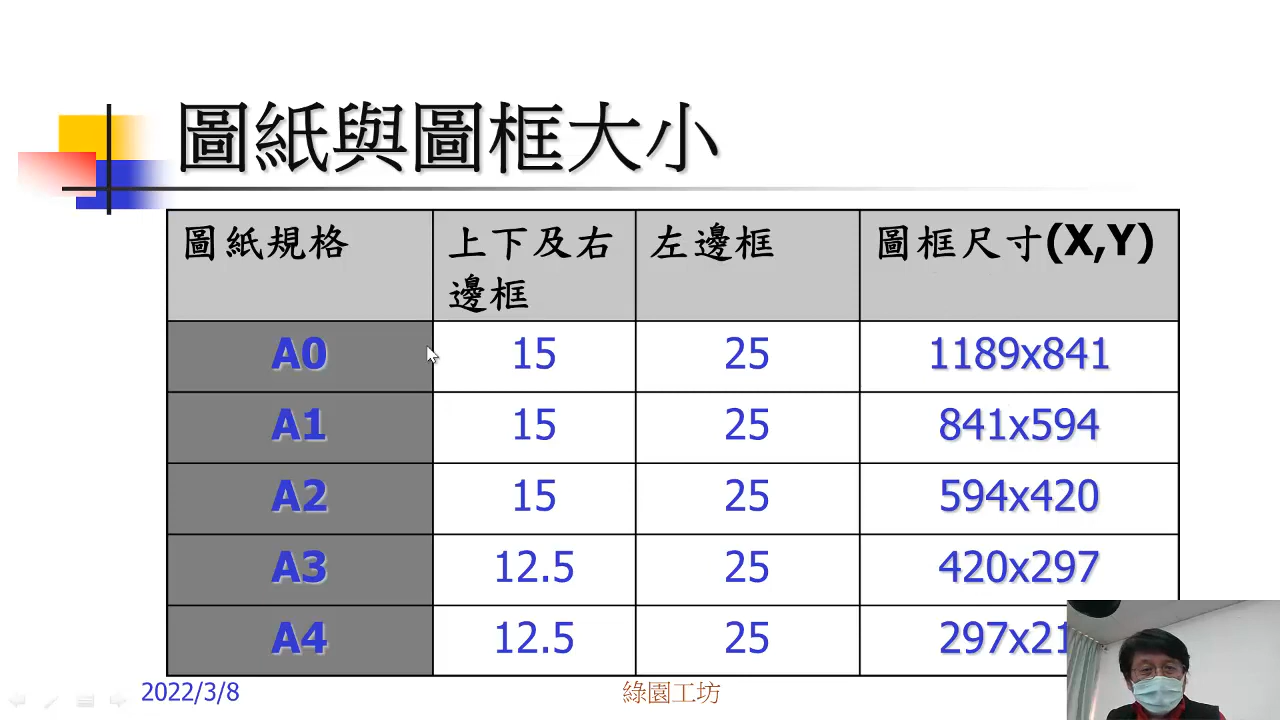 圖紙與圖框大小
圖紙規格 上下及右邊框 左邊框 圖框尺寸(X,Y)
A0 15 25 1189x841
A1 15 25 841x594
A2 15 25 594x420
A3 12.5 25 420x297
A4 12.5 25 297x21
2022/3/8 綠園工坊